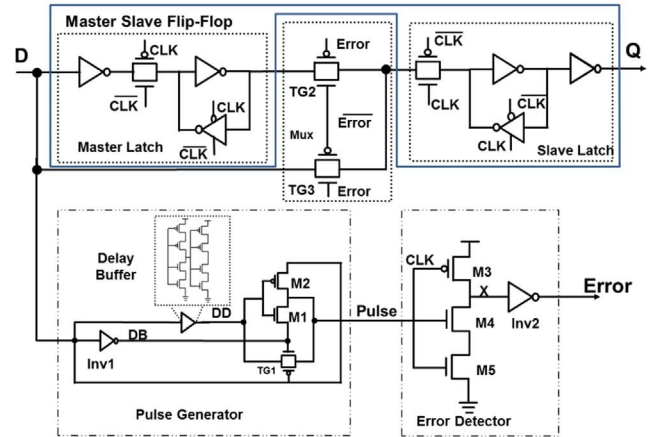 Master Slave Flip-Flop
D
CLK
CLK
CLK
CLK
Master Latch
Error
TG2
Mux
Error
TG3
Error
CLK
CLK
CLK
CLK
Slave Latch
Q
Delay
Buffer
DD
M2
M1
DB
Inv1
TG1
Pulse Generator
Pulse
CLK
M3
X
M4
M5
Inv2
Error
Error Detector